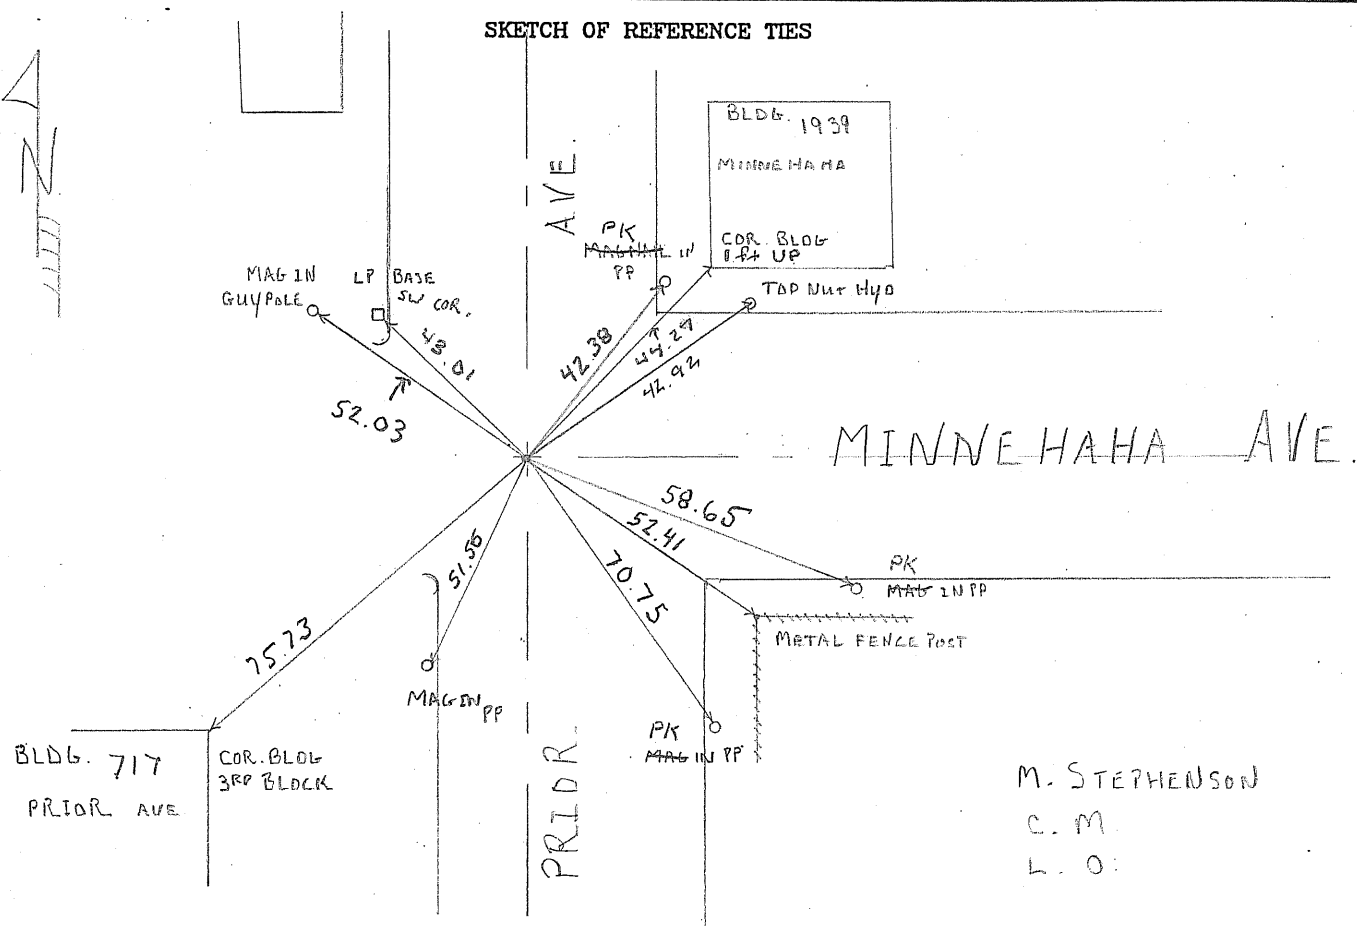 SKETCH OF REFERENCE TIES
N
AVE.
BLDG. 1939
MINNEHAHA
COR. BLDG
1 ft UP
PK
MAGNAIL IN
PP
TOP NUT HYD
MAG IN
GUYPOLE
LP BASE
SW COR.
43.01
52.03
42.38
44.27
42.92
MINNEHAHA AVE.
58.65
52.41
70.75
51.56
75.73
PK
MAG IN PP
METAL FENCE POST
MAG IN PP
PK
MAG IN PP
BLDG. 717
PRIOR AVE
COR. BLDG
3RD BLOCK
PRIOR
M. STEPHENSON
C. M
L. O.